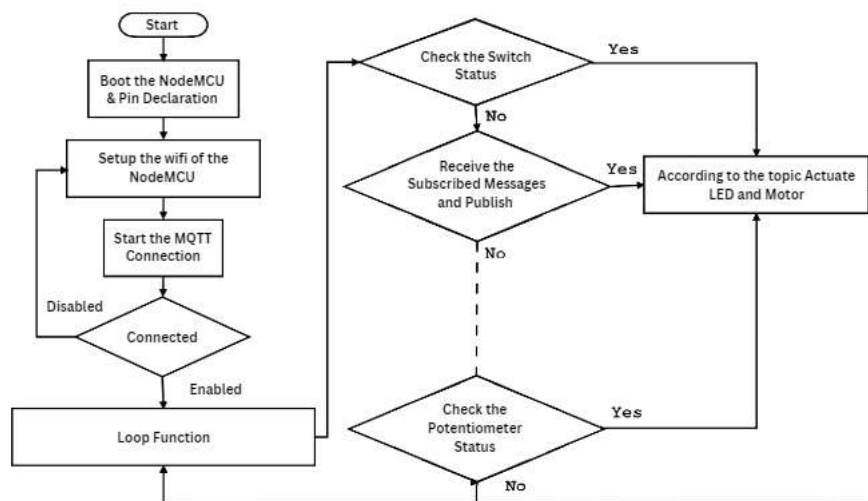 Start
Boot the NodeMCU
& Pin Declaration
Setup the wifi of the
NodeMCU
Start the MQTT
Connection
Disabled
Connected
Enabled
Loop Function
Check the Switch
Status
Yes
No
Receive the
Subscribed Messages
and Publish
Yes
No
According to the topic Actuate
LED and Motor
Check the
Potentiometer
Status
Yes
No